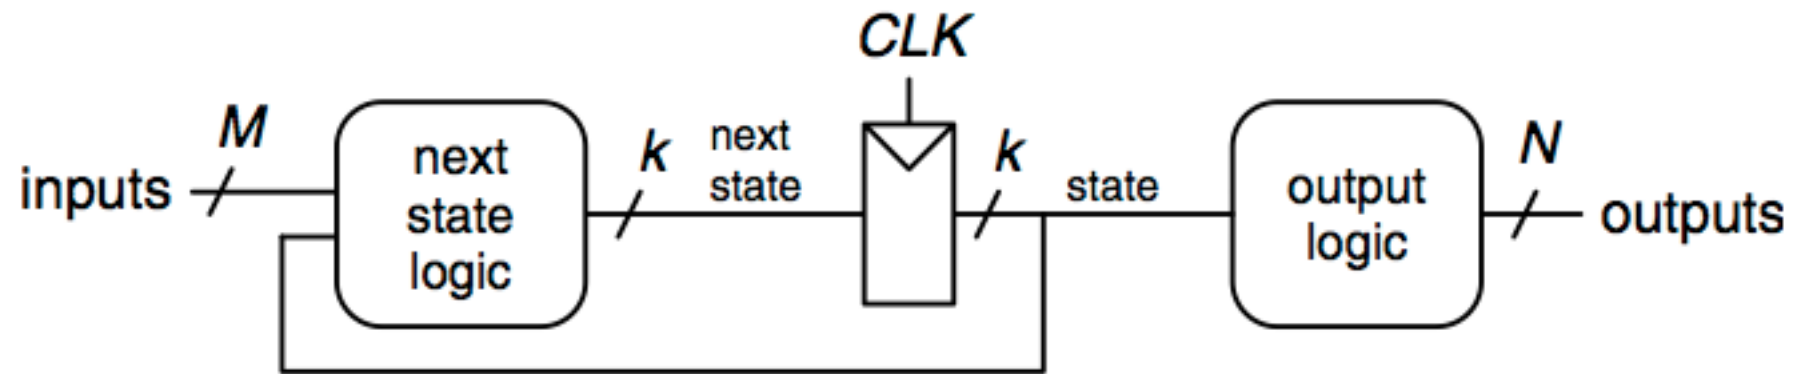 CLK
M
inputs
next
state
logic
k
next
state
k
state
output
logic
N
outputs